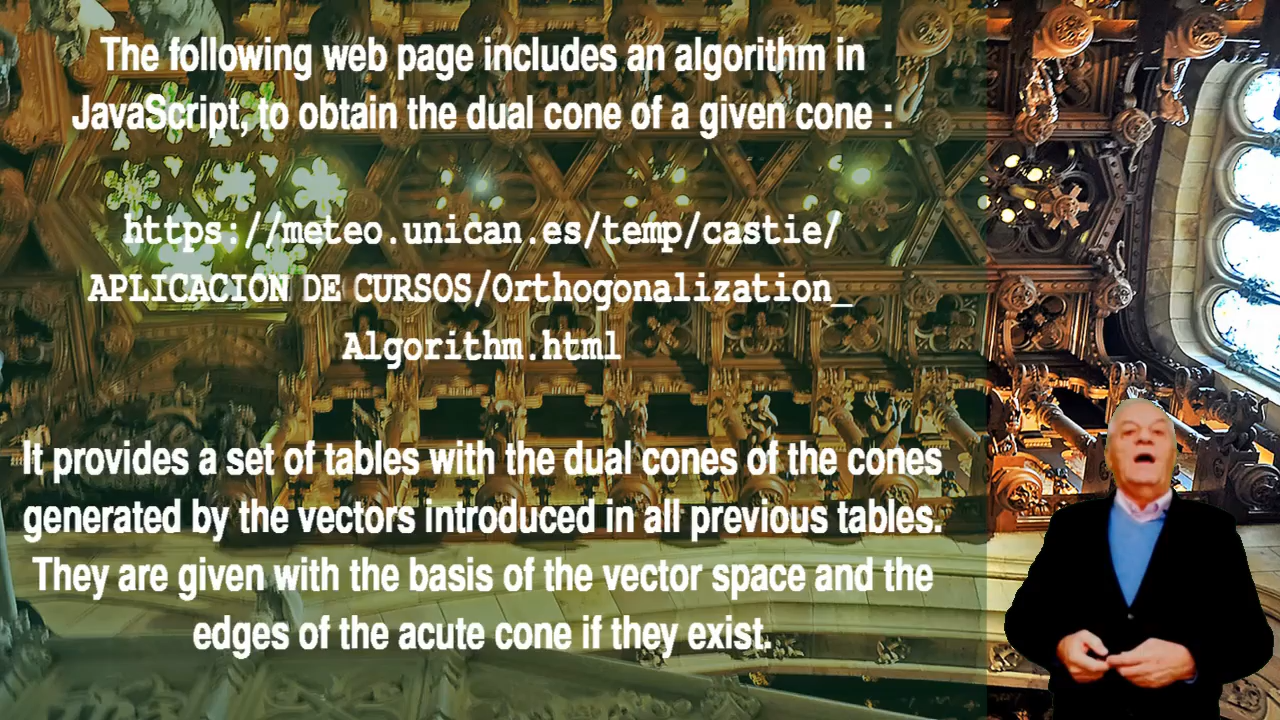 The following web page includes an algorithm in
JavaScript, to obtain the dual cone of a given cone :
https://meteo.unican.es/temp/castie/
APLICACION DE CURSOS/Orthogonalization_
Algorithm.html
It provides a set of tables with the dual cones of the cones
generated by the vectors introduced in all previous tables.
They are given with the basis of the vector space and the
edges of the acute cone if they exist.